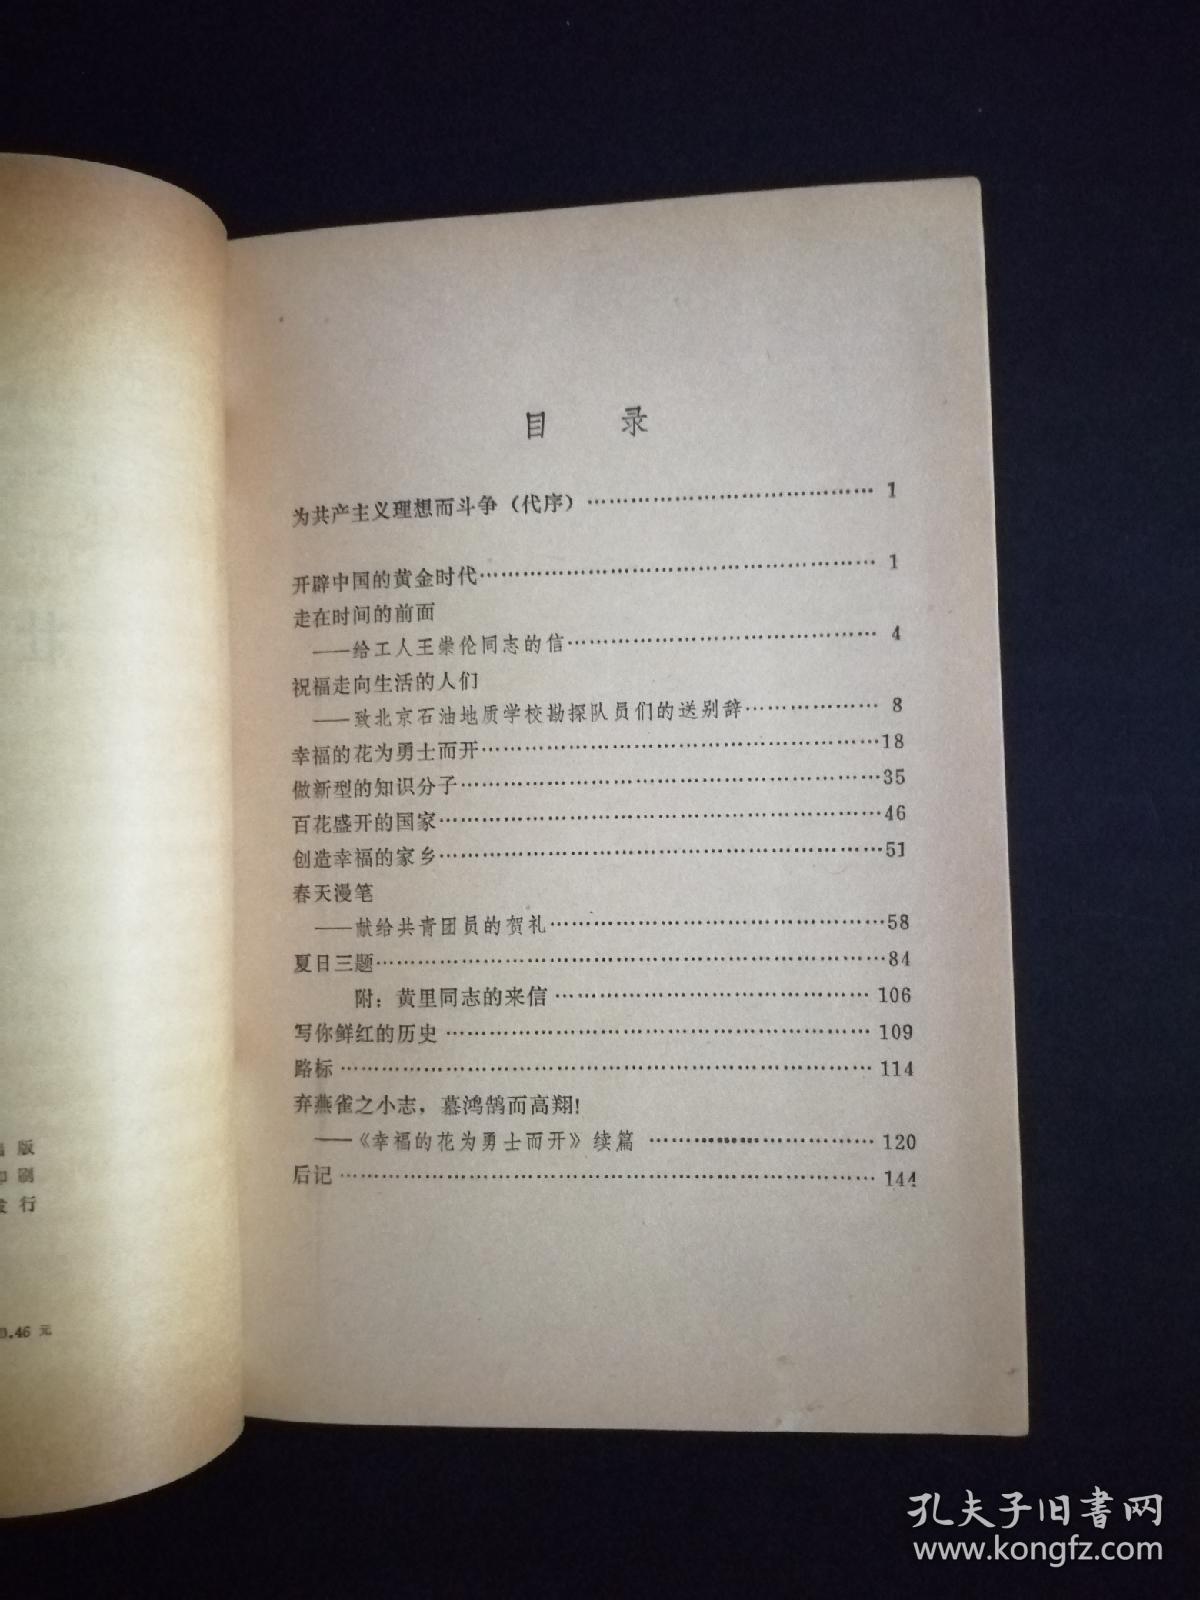 目 录
为共产主义理想而斗争（代序）……………………………………1
开辟中国的黄金时代……………………………………………………1
走在时间的前面
——给工人王崇伦同志的信………………………………………4
祝福走向生活的人们
——致北京石油地质学校勘探队员们的送别辞………………8
幸福的花为勇士而开……………………………………………………18
做新型的知识分子………………………………………………………35
百花盛开的国家…………………………………………………………46
创造幸福的家乡…………………………………………………………51
春天漫笔
——献给共青团员的贺礼…………………………………………58
夏日三题…………………………………………………………………84
附：黄里同志的来信………………………………………………106
写你鲜红的历史…………………………………………………………109
路标………………………………………………………………………114
弃燕雀之小志，慕鸿鹄而高翔！
——《幸福的花为勇士而开》续篇……………………………120
后记………………………………………………………………………144
版
印刷
发行
0.46 元
孔夫子旧书网
www.kongfz.com